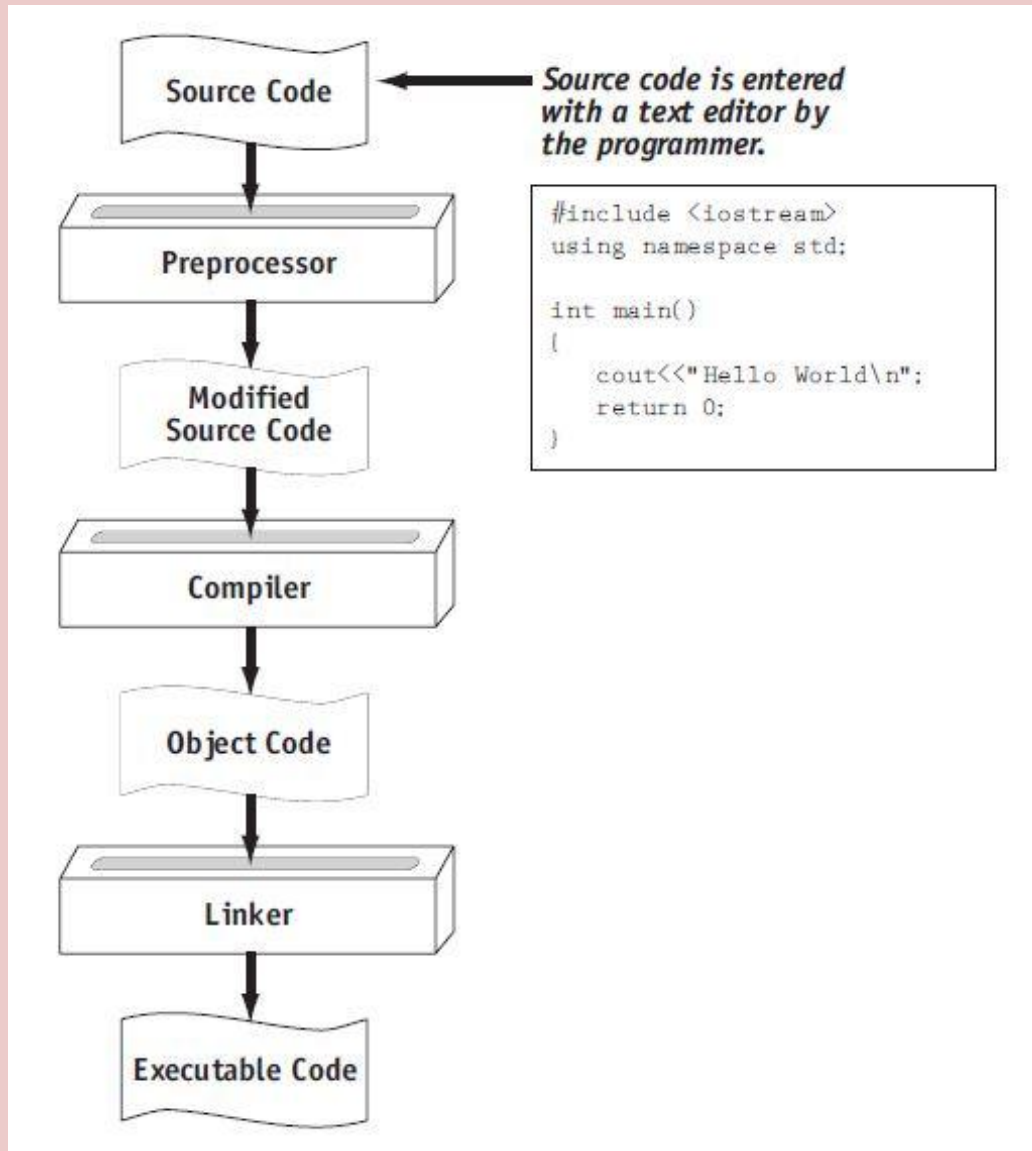 Source Code
Source code is entered
with a text editor by
the programmer.
#include <iostream>
using namespace std;
int main()
{
cout<<"Hello World\n";
return 0;
}
Preprocessor
Modified
Source Code
Compiler
Object Code
Linker
Executable Code